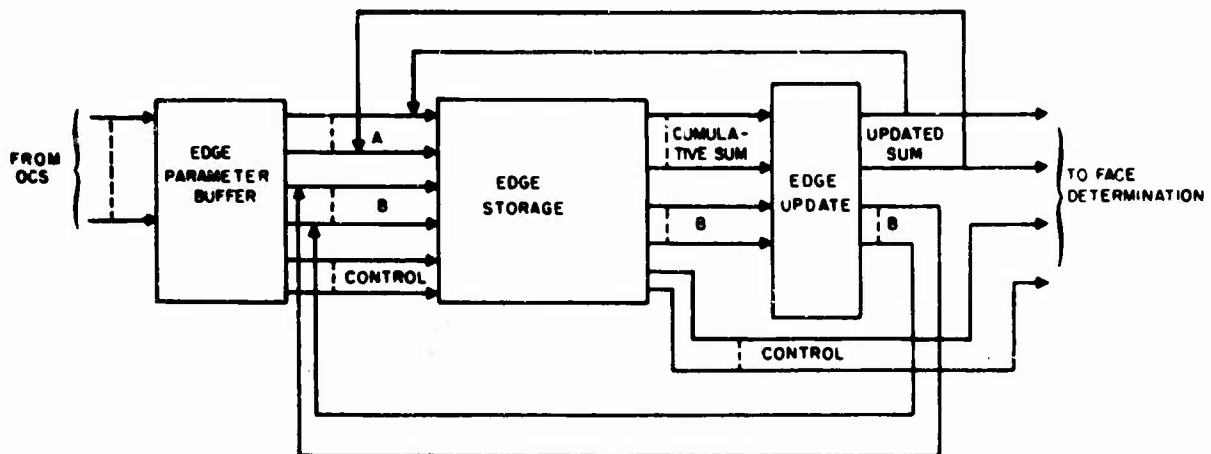 FROM
OCS
EDGE
PARAMETER
BUFFER
A
B
CONTROL
EDGE
STORAGE
CUMULA-
TIVE SUM
B
EDGE
UPDATE
UPDATED
SUM
B
CONTROL
TO FACE
DETERMINATION